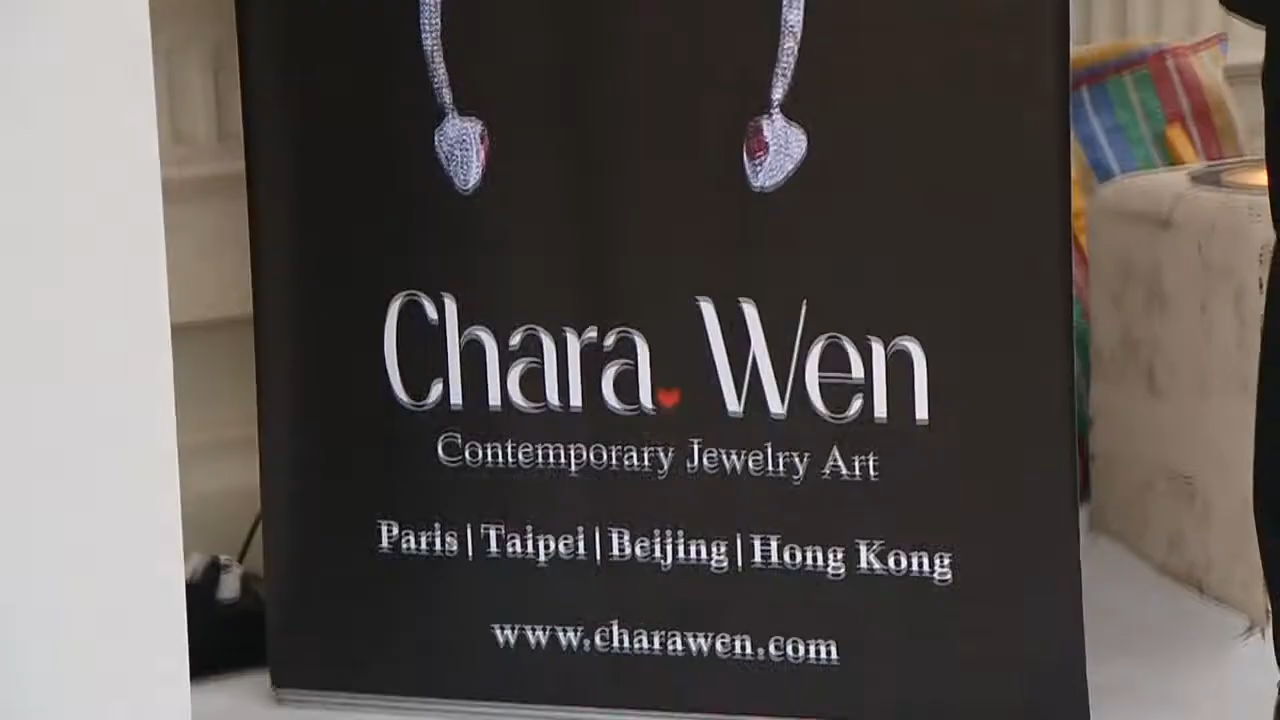 Chara Wen
Contemporary Jewelry Art
Paris|Taipei|Beijing|Hong Kong
www.charawen.com